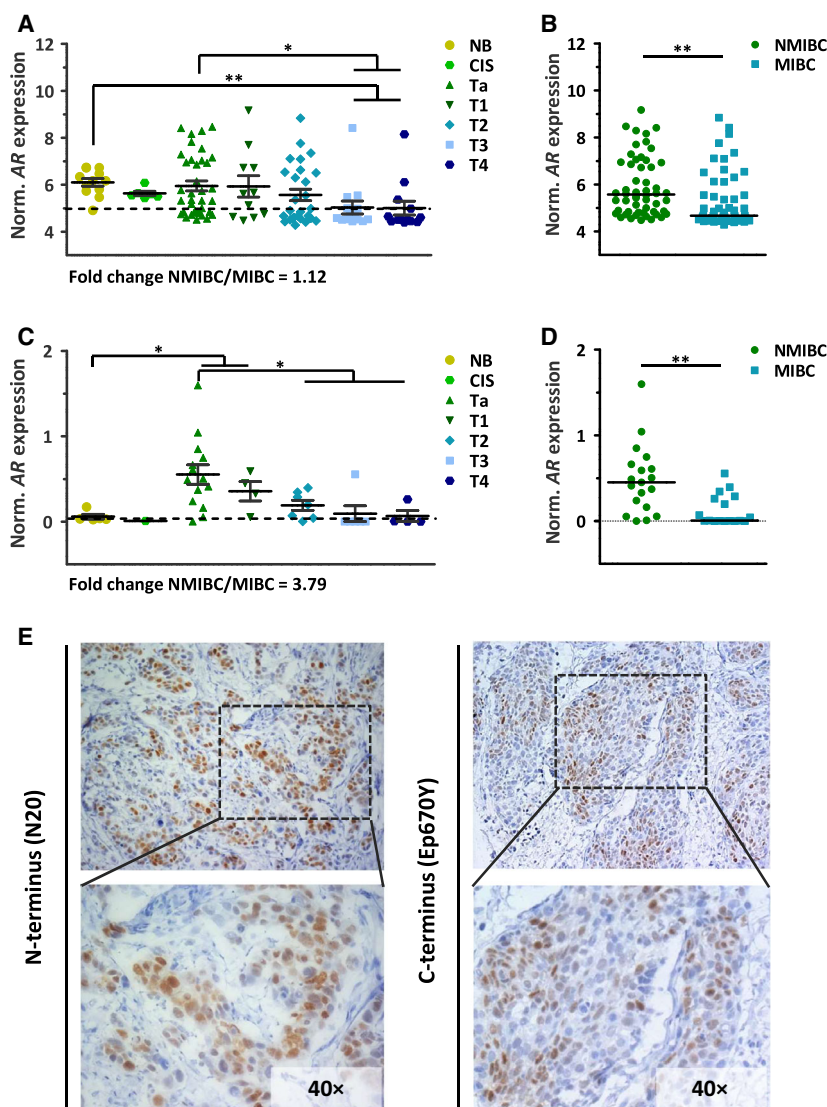 A
Norm. AR expression
12
10
8
6
4
*
**
NB
CIS
Ta
T1
T2
T3
T4
Fold change NMIBC/MIBC = 1.12
B
Norm. AR expression
12
10
8
6
4
**
NMIBC
MIBC
C
Norm. AR expression
2
1
0
*
*
NB
CIS
Ta
T1
T2
T3
T4
Fold change NMIBC/MIBC = 3.79
D
Norm. AR expression
2
1
0
**
NMIBC
MIBC
E
N-terminus (N20)
40×
C-terminus (Ep670Y)
40×